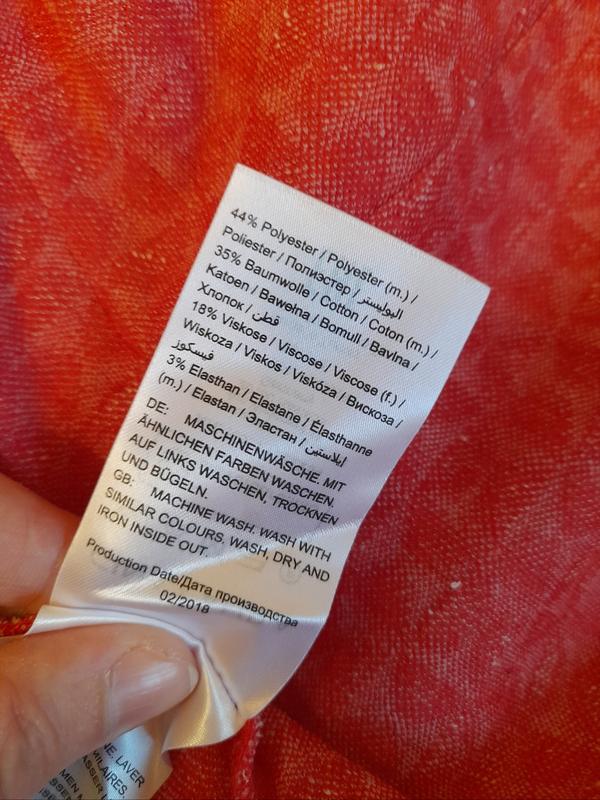 44% Polyester / Polyester (m.) /
Poliester / Полиэстер / البوليستر
35% Baumwolle / Cotton / Coton (m.) /
Katoen / Bawełna / Bomull / Bavlna /
Хлопок / قطن
18% Viskose / Viscose / Viscose (f.) /
Wiskoza / Viskos / Viskóza / Вискоза /
فيسكوز
3% Elasthan / Elastane / Élasthanne
(m.) / Elastan / Эластан / ايلاستين
DE: MASCHINENWÄSCHE. MIT
ÄHNLICHEN FARBEN WASCHEN.
AUF LINKS WASCHEN, TROCKNEN
UND BÜGELN.
GB: MACHINE WASH. WASH WITH
SIMILAR COLOURS. WASH, DRY AND
IRON INSIDE OUT.
Production Date/Дата производства
02/2018
LAVER